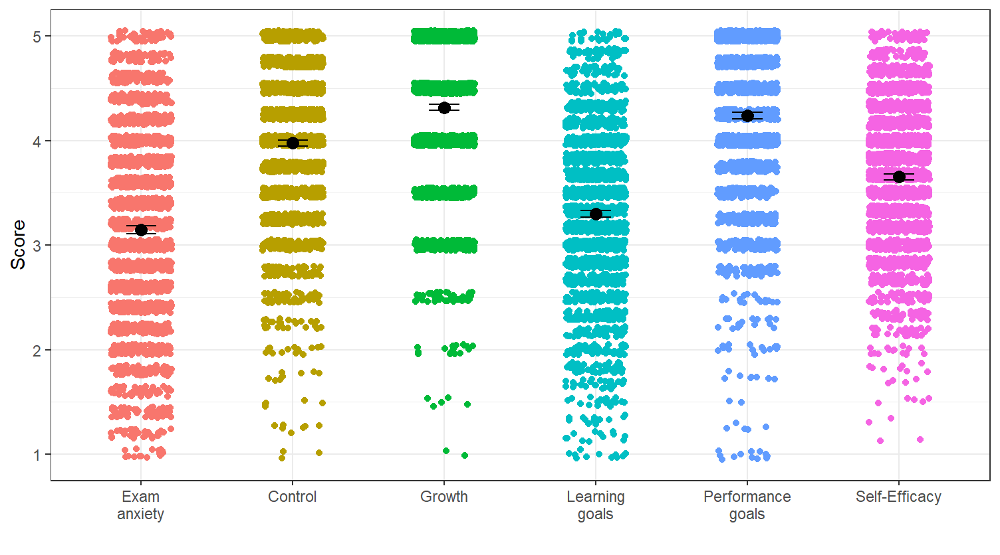 Score
5
4
3
2
1
Exam
anxiety
Control
Growth
Learning
goals
Performance
goals
Self-Efficacy